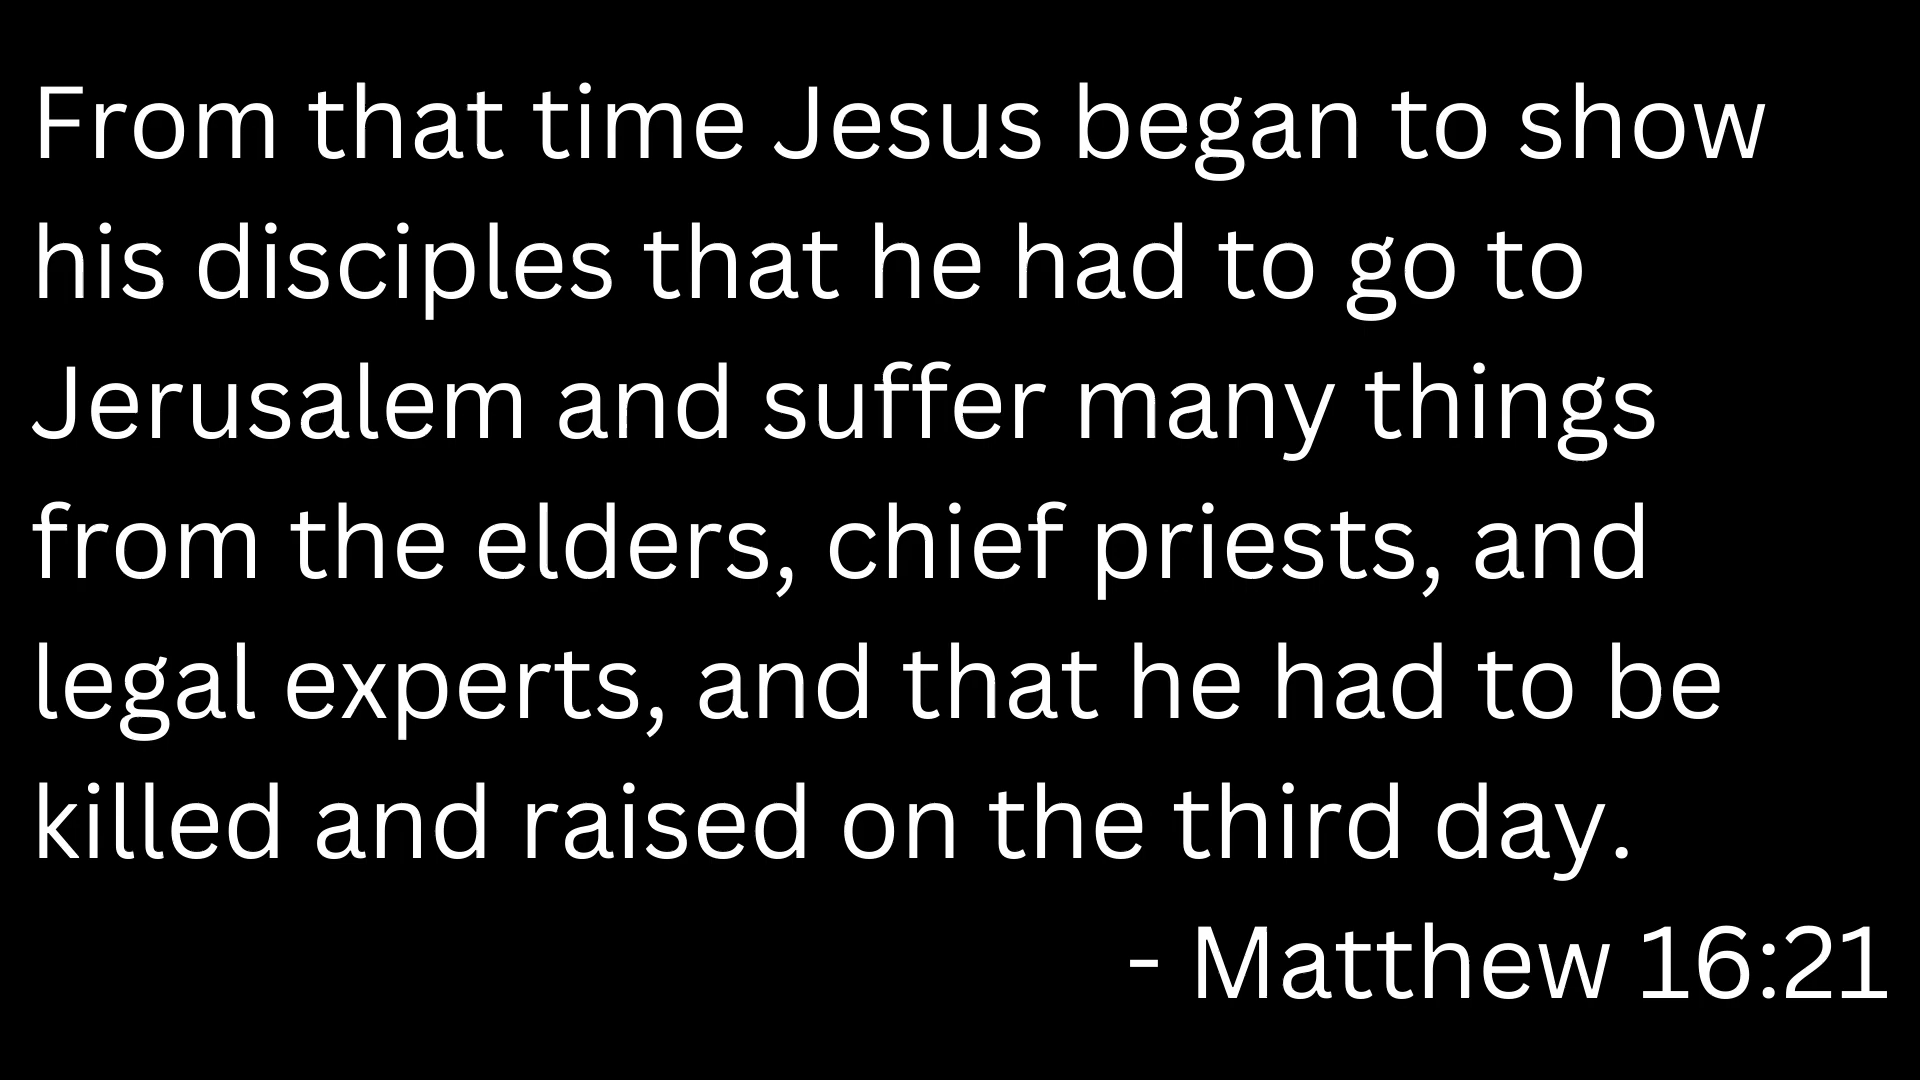 From that time Jesus began to show
his disciples that he had to go to
Jerusalem and suffer many things
from the elders, chief priests, and
legal experts, and that he had to be
killed and raised on the third day.
- Matthew 16:21